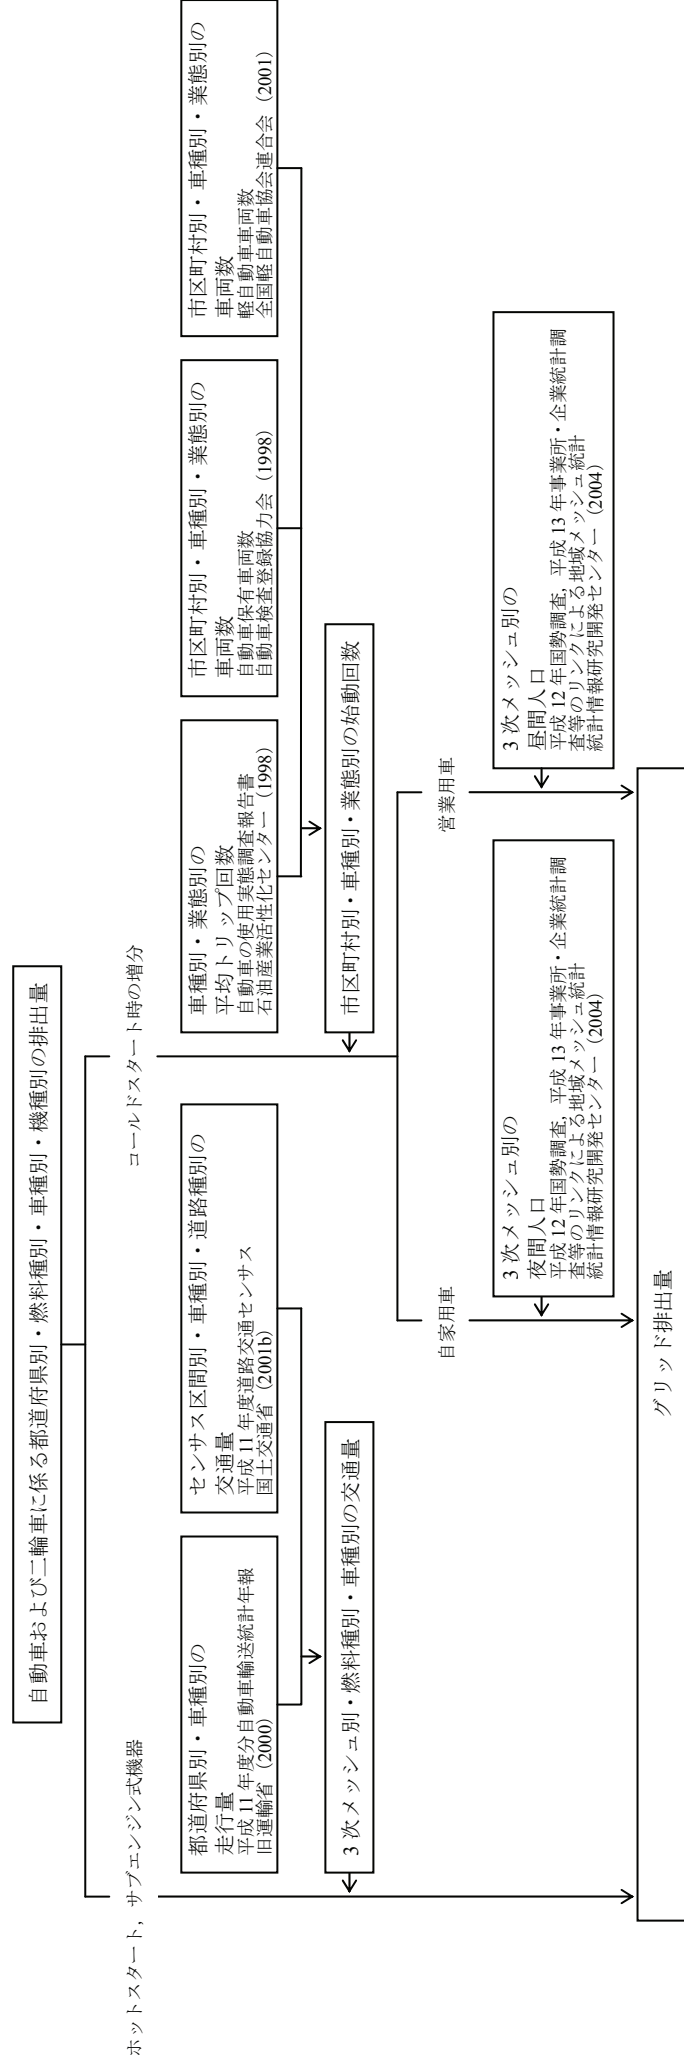 自動車および二輪車に係る都道府県別・燃料種別・車種別・機種別の排出量
ホットスタート，サブエンジン式機器
コールドスタート時の増分
都道府県別・車種別の
走行量
平成 11 年度分自動車輸送統計年報
旧運輸省（2000）
センサス区間別・車種別・道路種別の
交通量
平成 11 年度道路交通センサス
国土交通省（2001b）
車種別・業態別の
平均トリップ回数
自動車の使用実態調査報告書
石油産業活性化センター（1998）
市区町村別・車種別・業態別の
車両数
自動車保有車両数
自動車検査登録協力会（1998）
市区町村別・車種別・業態別の
車両数
軽自動車車両数
全国軽自動車協会連合会（2001）
3 次メッシュ別・燃料種別・車種別の交通量
市区町村別・車種別・業態別の始動回数
自家用車
営業用車
3 次メッシュ別の
夜間人口
平成 12 年国勢調査，平成 13 年事業所・企業統計調
査等のリンクによる地域メッシュ統計
統計情報研究開発センター（2004）
3 次メッシュ別の
昼間人口
平成 12 年国勢調査，平成 13 年事業所・企業統計調
査等のリンクによる地域メッシュ統計
統計情報研究開発センター（2004）
グリッド排出量